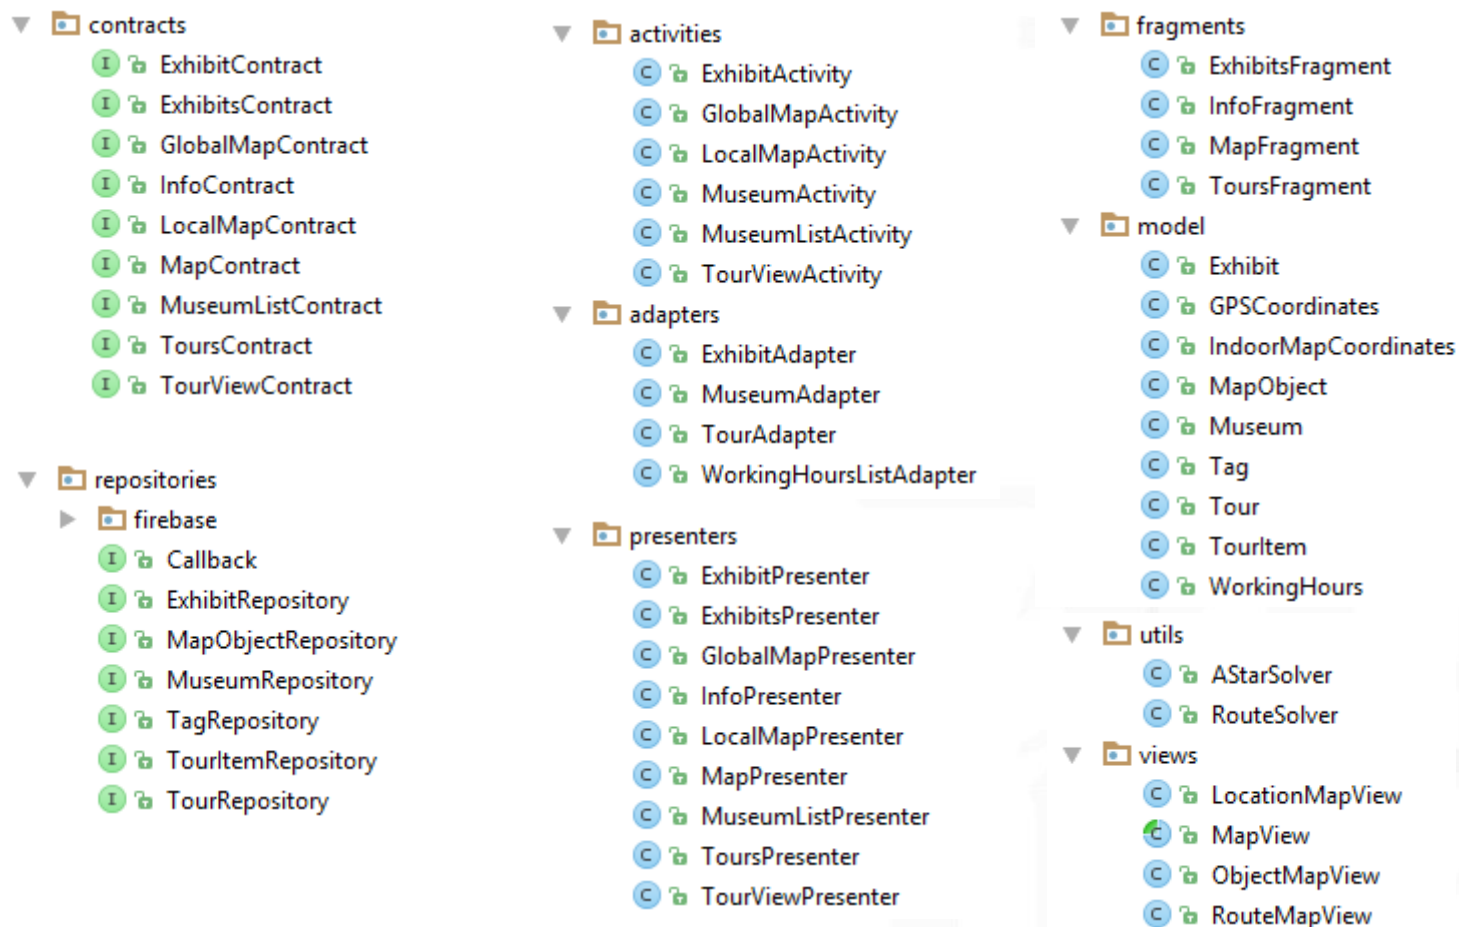 contracts
ExhibitContract
ExhibitsContract
GlobalMapContract
InfoContract
LocalMapContract
MapContract
MuseumListContract
ToursContract
TourViewContract
repositories
firebase
Callback
ExhibitRepository
MapObjectRepository
MuseumRepository
TagRepository
TourItemRepository
TourRepository
activities
ExhibitActivity
GlobalMapActivity
LocalMapActivity
MuseumActivity
MuseumListActivity
TourViewActivity
adapters
ExhibitAdapter
MuseumAdapter
TourAdapter
WorkingHoursListAdapter
presenters
ExhibitPresenter
ExhibitsPresenter
GlobalMapPresenter
InfoPresenter
LocalMapPresenter
MapPresenter
MuseumListPresenter
ToursPresenter
TourViewPresenter
fragments
ExhibitsFragment
InfoFragment
MapFragment
ToursFragment
model
Exhibit
GPSCoordinates
IndoorMapCoordinates
MapObject
Museum
Tag
Tour
TourItem
WorkingHours
utils
AStarSolver
RouteSolver
views
LocationMapView
MapView
ObjectMapView
RouteMapView